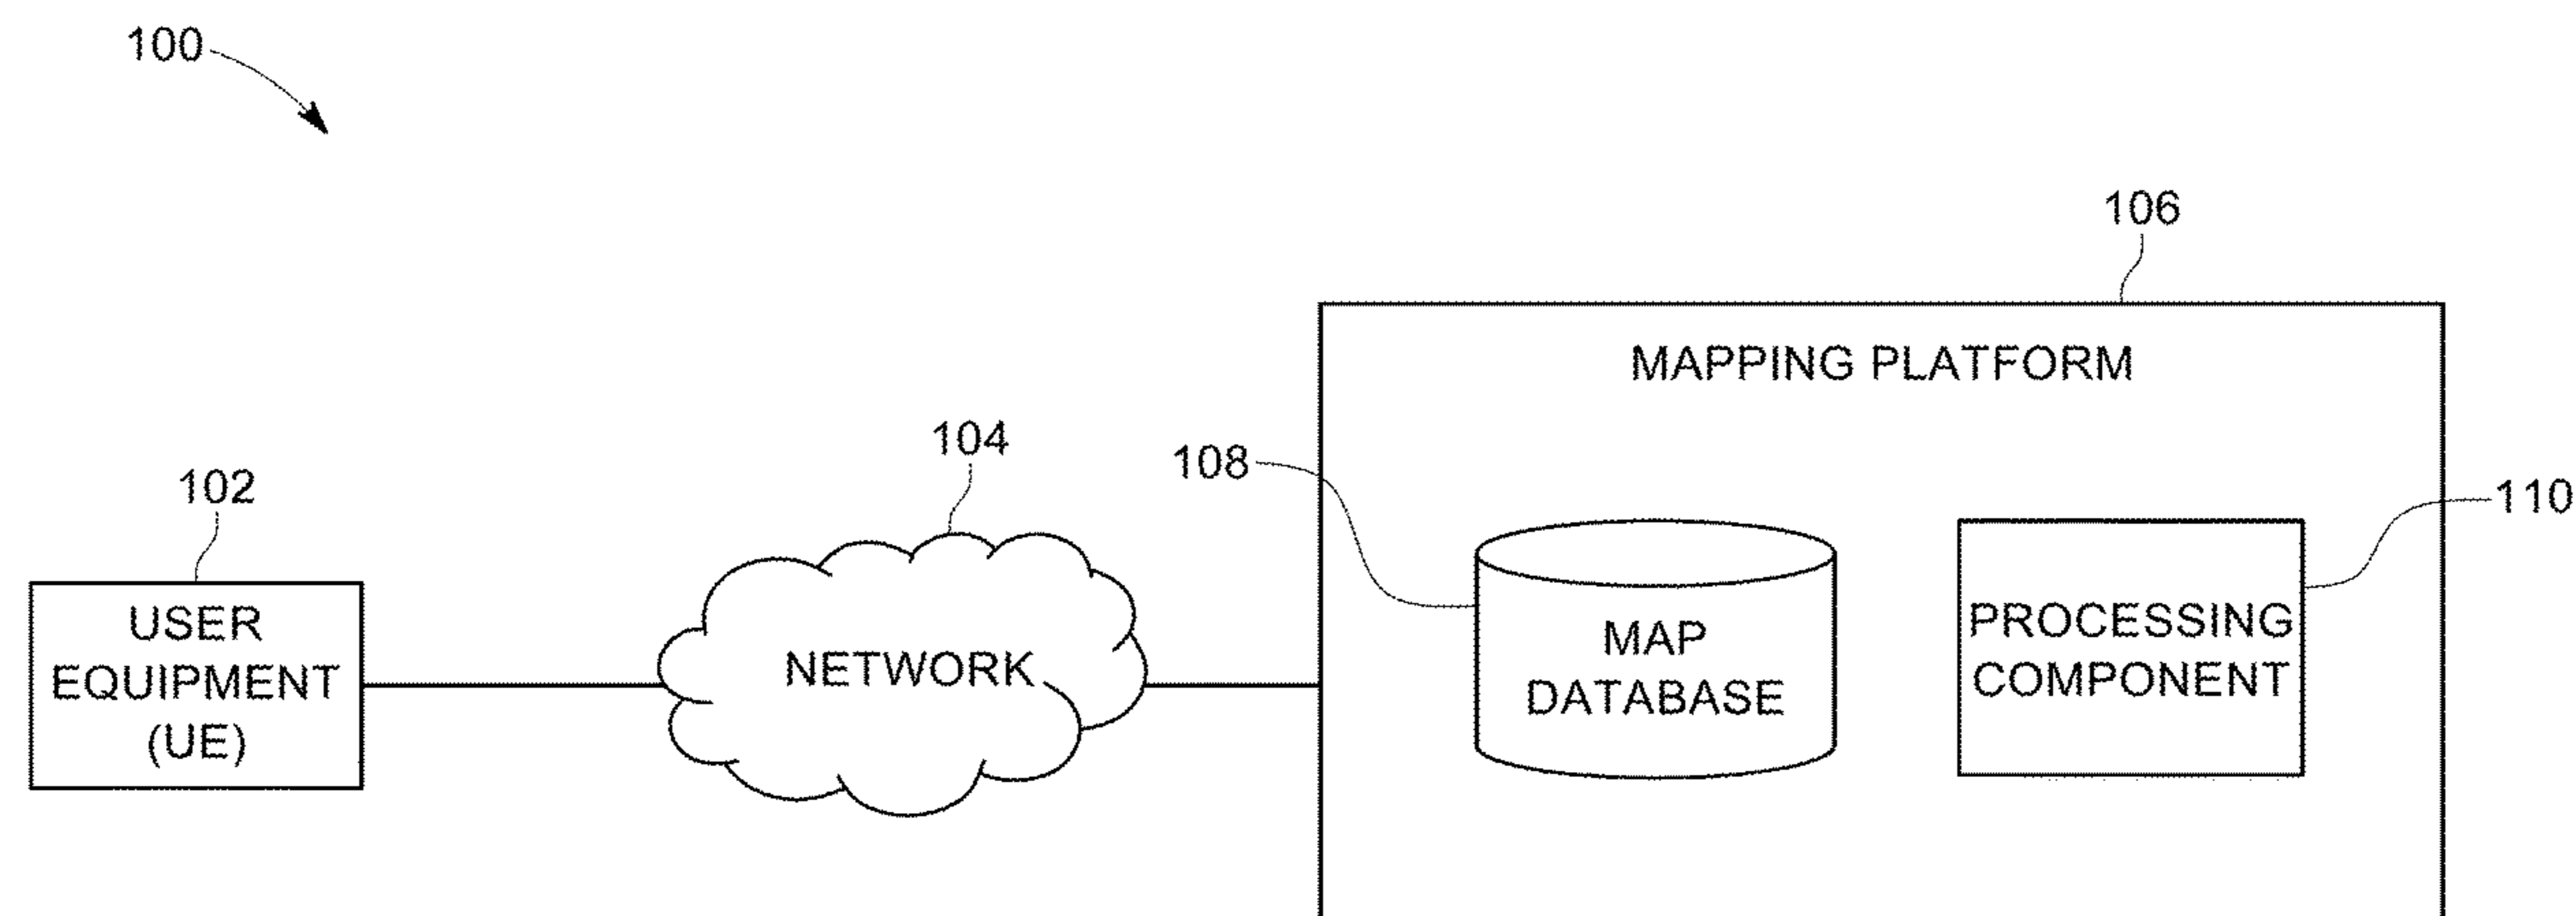 100
106
MAPPING PLATFORM
104
108
102
110
USER
EQUIPMENT
(UE)
NETWORK
MAP
DATABASE
PROCESSING
COMPONENT